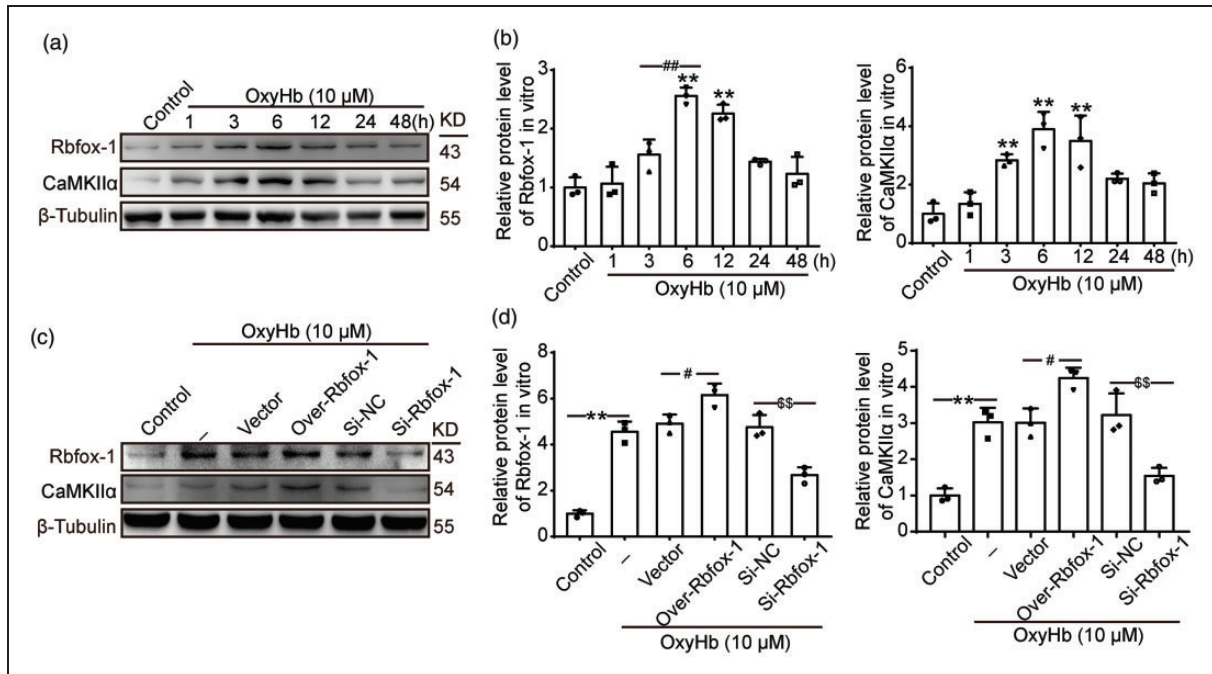 (a)
Control
OxyHb (10 μM)
1 3 6 12 24 48(h)
KD
Rbfox-1 43
CaMKIIα 54
β-Tubulin 55
(b)
Relative protein level
of Rbfox-1 in vitro
3
2
1
0
##
**
**
Control
1 3 6 12 24 48 (h)
OxyHb (10 μM)
Relative protein level
of CaMKIIα in vitro
6
4
2
0
**
**
**
Control
1 3 6 12 24 48 (h)
OxyHb (10 μM)
(c)
OxyHb (10 μM)
Control
–
Vector
Over-Rbfox-1
Si-NC
Si-Rbfox-1
KD
Rbfox-1 43
CaMKIIα 54
β-Tubulin 55
(d)
Relative protein level
of Rbfox-1 in vitro
8
6
4
2
0
**
#
$$
Control
–
Vector
Over-Rbfox-1
Si-NC
Si-Rbfox-1
OxyHb (10 μM)
Relative protein level
of CaMKIIα in vitro
5
4
3
2
1
0
**
#
$$
Control
–
Vector
Over-Rbfox-1
Si-NC
Si-Rbfox-1
OxyHb (10 μM)